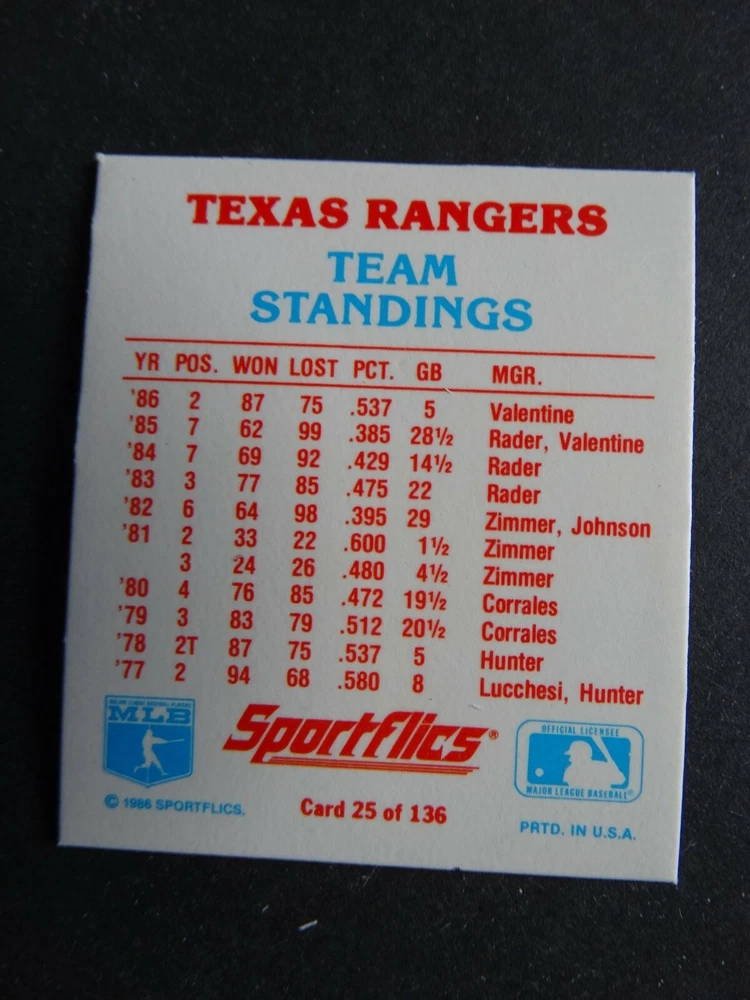 TEXAS RANGERS
TEAM
STANDINGS
YR POS. WON LOST PCT. GB MGR.
'86 2 87 75 .537 5 Valentine
'85 7 62 99 .385 28½ Rader, Valentine
'84 7 69 92 .429 14½ Rader
'83 3 77 85 .475 22 Rader
'82 6 64 98 .395 29 Zimmer, Johnson
'81 2 33 22 .600 1½ Zimmer
3 24 26 .480 4½ Zimmer
'80 4 76 85 .472 19½ Corrales
'79 3 83 79 .512 20½ Corrales
'78 2T 87 75 .537 5 Hunter
'77 2 94 68 .580 8 Lucchesi, Hunter
MAJOR LEAGUE BASEBALL PLAYERS
MLB
Sportflics®
OFFICIAL LICENSEE
MAJOR LEAGUE BASEBALL®
© 1986 SPORTFLICS.
Card 25 of 136
PRTD. IN U.S.A.